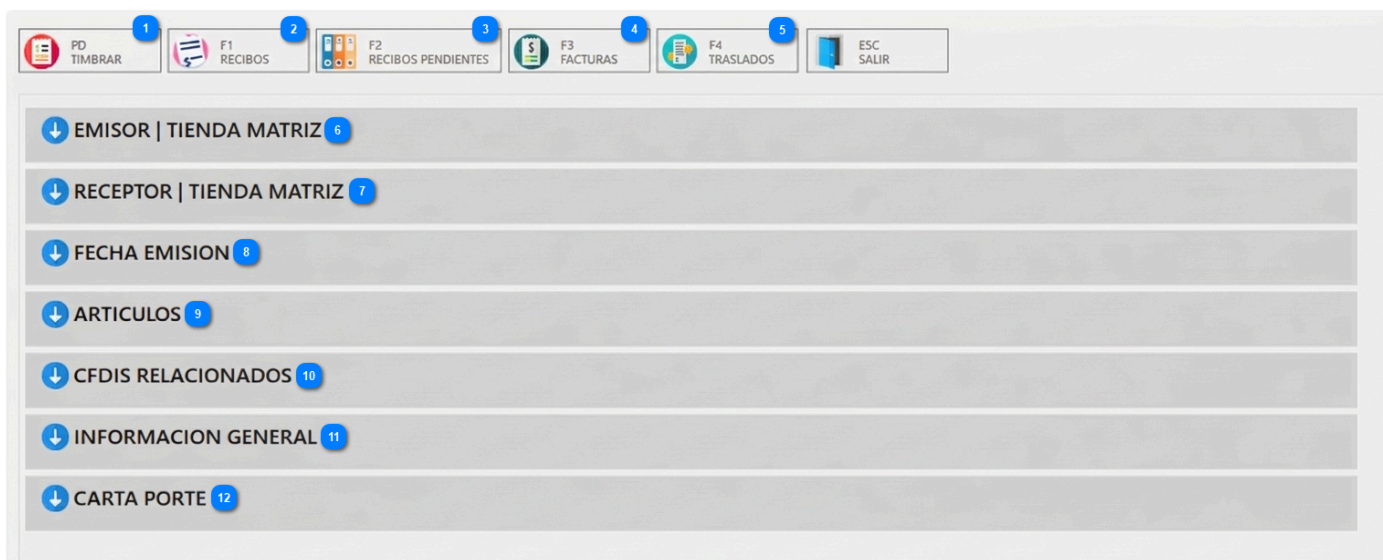 1 2 3 4 5
PD F1 F2 F3 F4 ESC
TIMBRAR RECIBOS RECIBOS PENDIENTES FACTURAS TRASLADOS SALIR
EMISOR | TIENDA MATRIZ 6
RECEPTOR | TIENDA MATRIZ 7
FECHA EMISION 8
ARTICULOS 9
CFDIS RELACIONADOS 10
INFORMACION GENERAL 11
CARTA PORTE 12